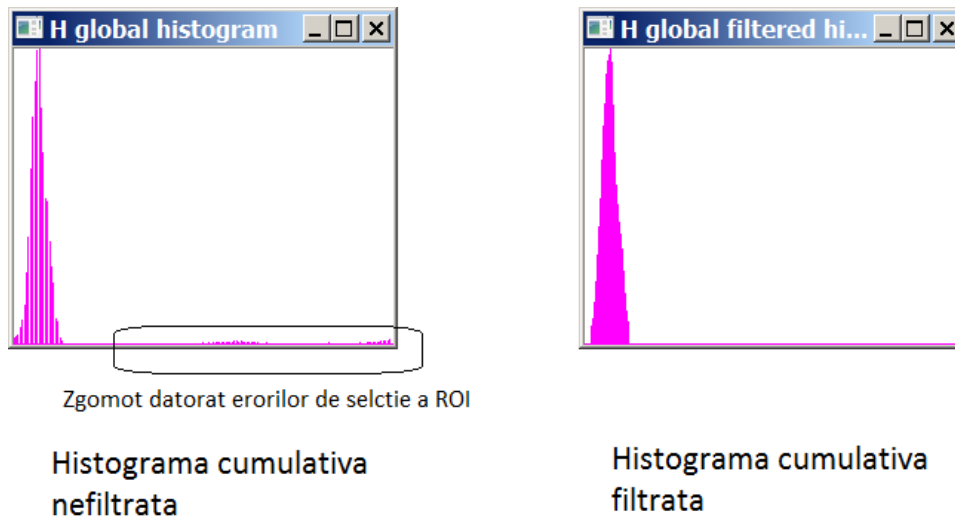 H global histogram
H global filtered hi...
Zgomot datorat erorilor de selctie a ROI
Histograma cumulativa
nefiltrata
Histograma cumulativa
filtrata